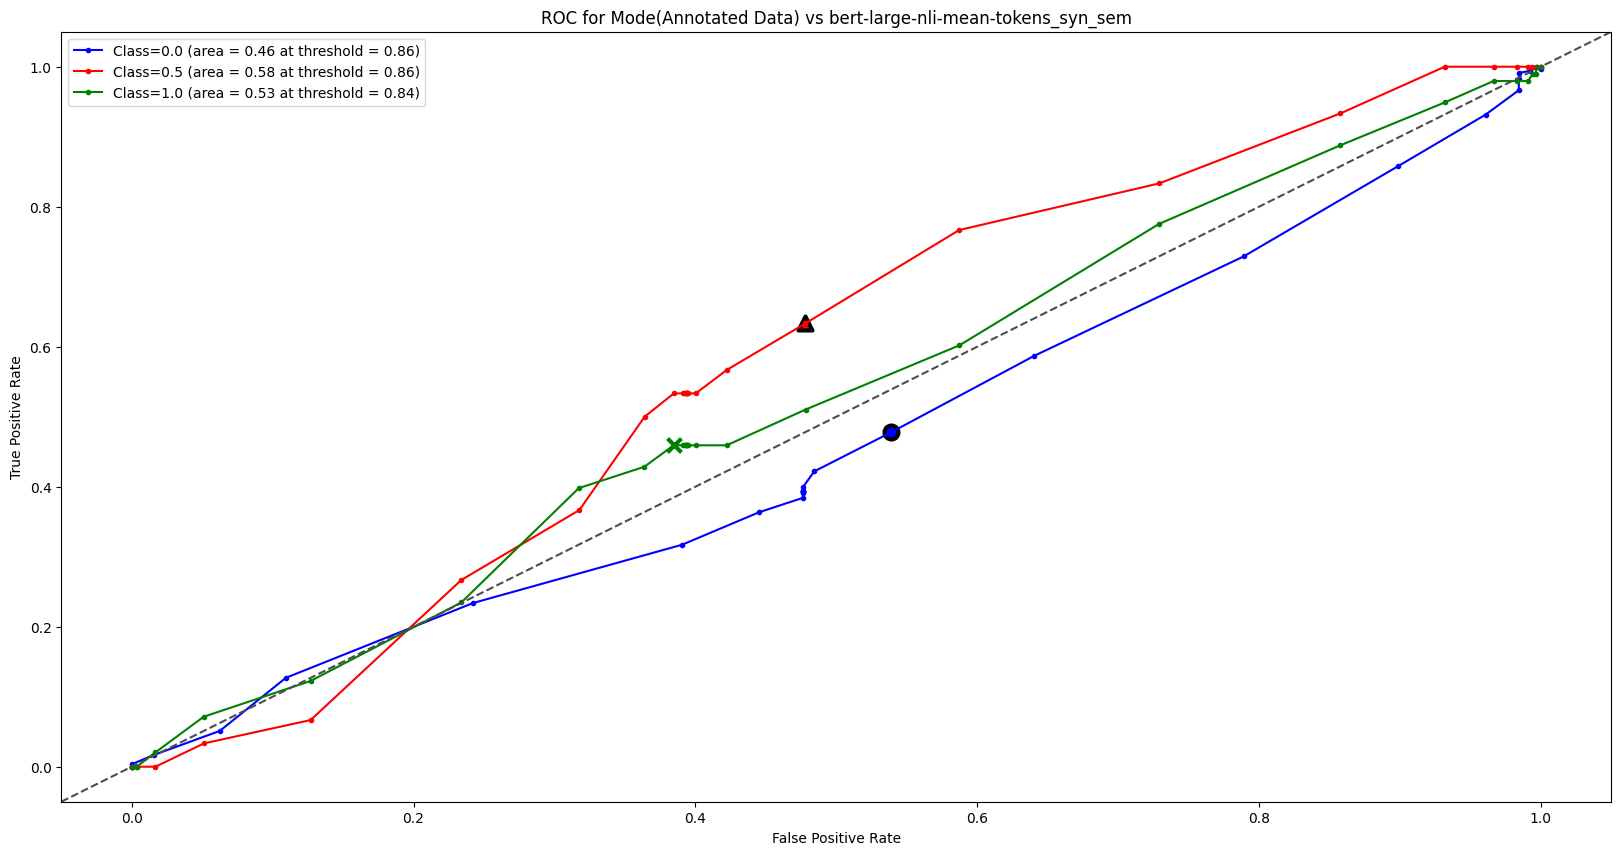 ROC for Mode(Annotated Data) vs bert-large-nli-mean-tokens_syn_sem
Class=0.0 (area = 0.46 at threshold = 0.86)
Class=0.5 (area = 0.58 at threshold = 0.86)
Class=1.0 (area = 0.53 at threshold = 0.84)
True Positive Rate
1.0
0.8
0.6
0.4
0.2
0.0
0.0 0.2 0.4 0.6 0.8 1.0
False Positive Rate